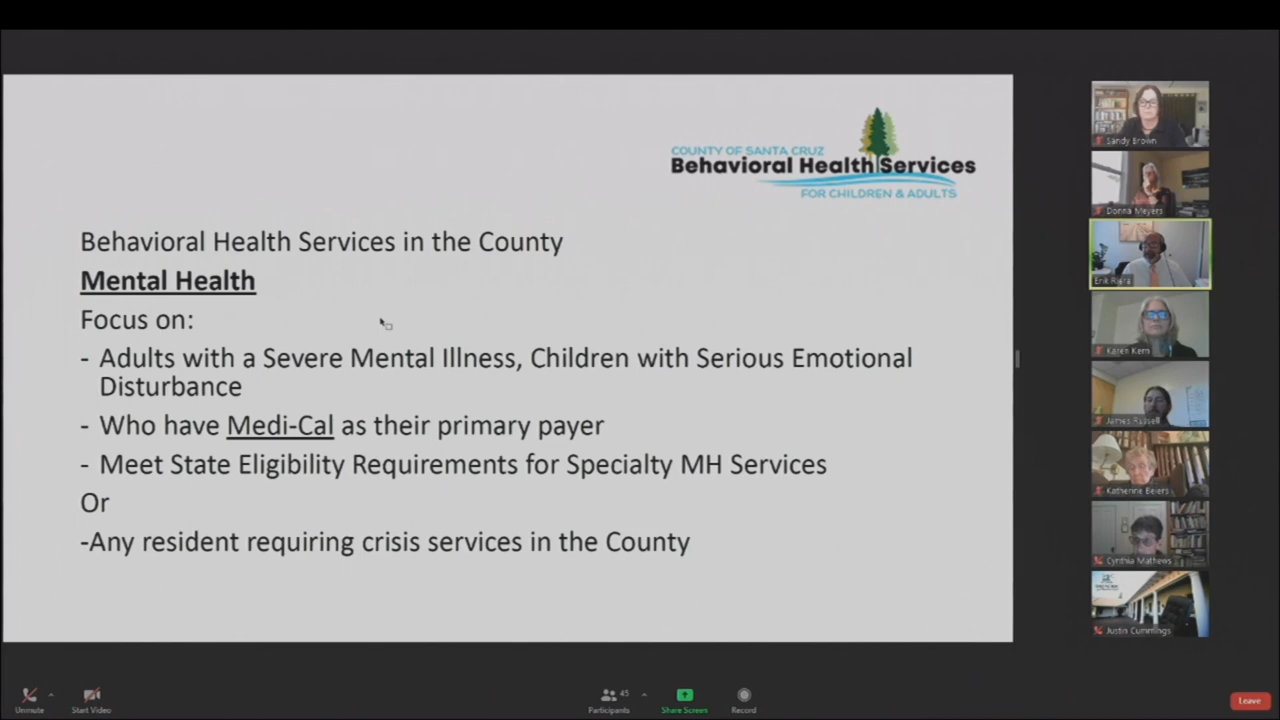 COUNTY OF SANTA CRUZ
Behavioral Health Services
FOR CHILDREN & ADULTS
Behavioral Health Services in the County
Mental Health
Focus on:
- Adults with a Severe Mental Illness, Children with Serious Emotional
Disturbance
- Who have Medi-Cal as their primary payer
- Meet State Eligibility Requirements for Specialty MH Services
Or
-Any resident requiring crisis services in the County
Sandy Brown
Donna Meyers
Erik Riera
Karen Kern
James Russell
Katherine Beiers
Cynthia Mathews
Justin Cummings
Unmute
Start Video
45
Participants
Share Screen
Record
Leave